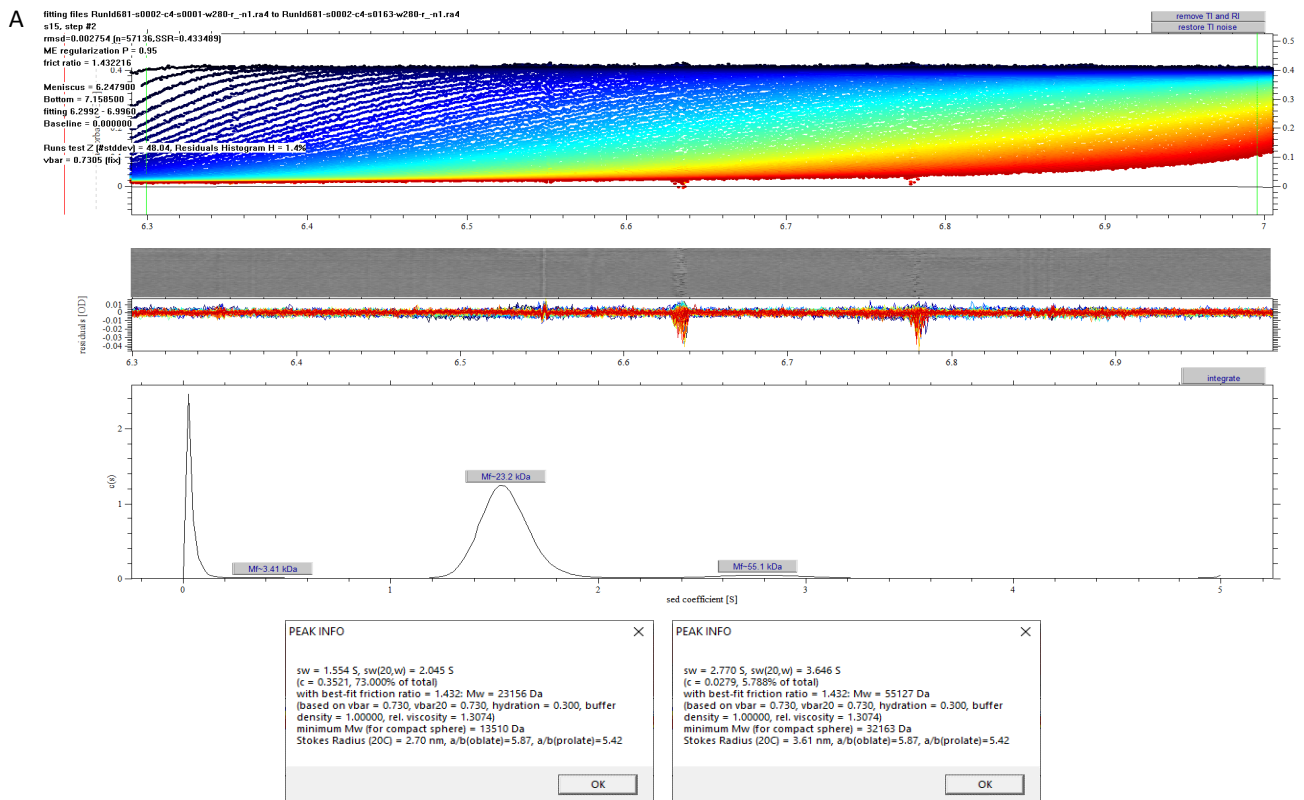 A
fitting files RunId681-s0002-c4-s0001-w280-r_-n1.ra4 to RunId681-s0002-c4-s0163-w280-r_-n1.ra4
s15, step #2
rmsd=0.002754 [n=57136,SSR=0.433489]
ME regularization P = 0.95
frict ratio = 1.432216
Meniscus = 6.247900
Bottom = 7.158500
fitting 6.2992 - 6.9960
Baseline = 0.000000
Runs test Z [#stddev] = 48.04, Residuals Histogram H = 1.4%
vbar = 0.7305 [fix]
remove TI and RI
restore TI noise
0.4
0
0.5
0.4
0.3
0.2
0.1
0
6.3 6.4 6.5 6.6 6.7 6.8 6.9 7
residuals [OD]
0.01
0
-0.01
-0.02
-0.03
-0.04
6.3 6.4 6.5 6.6 6.7 6.8 6.9
integrate
c(s)
2
1
0
Mf~3.41 kDa
Mf~23.2 kDa
Mf~55.1 kDa
0 1 2 3 4 5
sed coefficient [S]
PEAK INFO
sw = 1.554 S, sw(20,w) = 2.045 S
(c = 0.3521, 73.000% of total)
with best-fit friction ratio = 1.432: Mw = 23156 Da
(based on vbar = 0.730, vbar20 = 0.730, hydration = 0.300, buffer
density = 1.00000, rel. viscosity = 1.3074)
minimum Mw (for compact sphere) = 13510 Da
Stokes Radius (20C) = 2.70 nm, a/b(oblate)=5.87, a/b(prolate)=5.42
OK
PEAK INFO
sw = 2.770 S, sw(20,w) = 3.646 S
(c = 0.0279, 5.788% of total)
with best-fit friction ratio = 1.432: Mw = 55127 Da
(based on vbar = 0.730, vbar20 = 0.730, hydration = 0.300, buffer
density = 1.00000, rel. viscosity = 1.3074)
minimum Mw (for compact sphere) = 32163 Da
Stokes Radius (20C) = 3.61 nm, a/b(oblate)=5.87, a/b(prolate)=5.42
OK